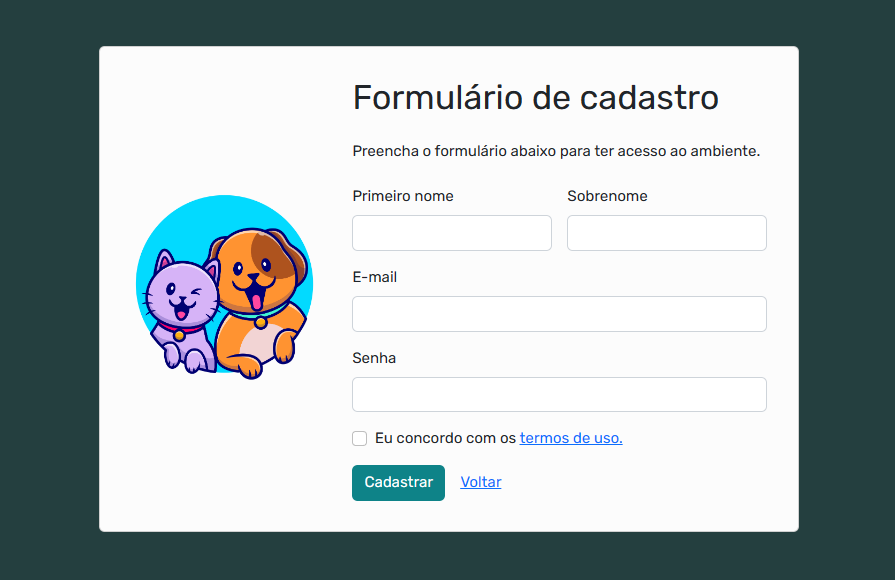 Formulário de cadastro
Preencha o formulário abaixo para ter acesso ao ambiente.
Primeiro nome
Sobrenome
E-mail
Senha
Eu concordo com os termos de uso.
Cadastrar
Voltar